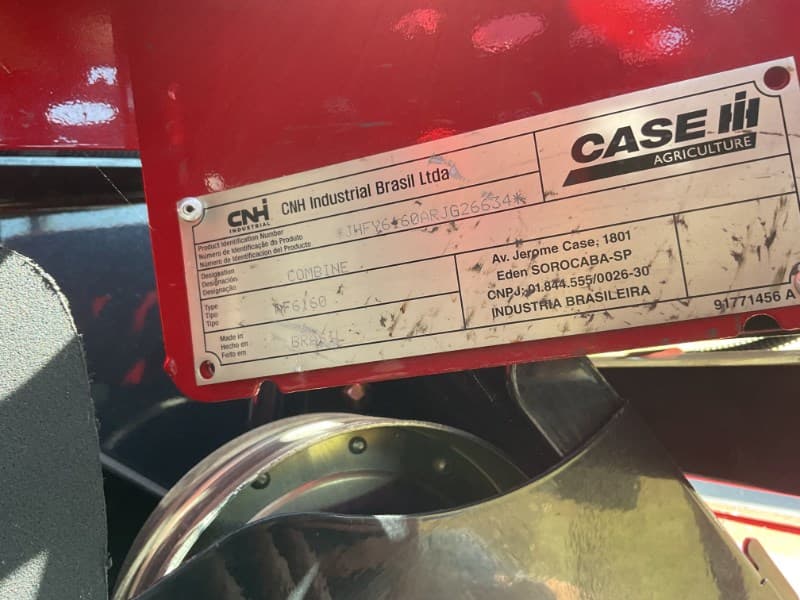 CNH
INDUSTRIAL
CNH Industrial Brasil Ltda
CASE IH
AGRICULTURE
Product Identification Number
Número de Identificação do Produto
Número de Identificacion del Producto
Designation
Designación
Designação
COMBINE
Type
Tipo
Tipo
Made in
Hecho en
Feito em
BRASIL
Av. Jerome Case, 1801
Eden SOROCABA-SP
CNPJ: 01.844.555/0026-30
INDUSTRIA BRASILEIRA
91771456 A